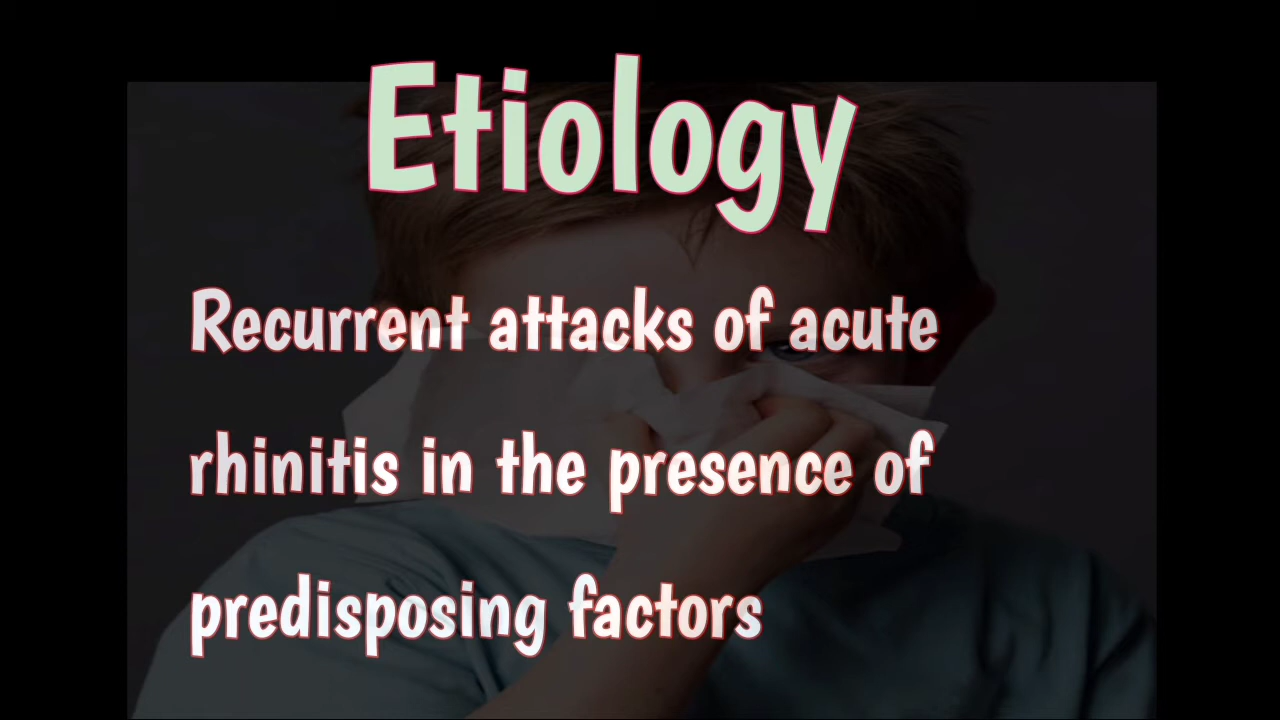 Etiology
Recurrent attacks of acute
rhinitis in the presence of
predisposing factors